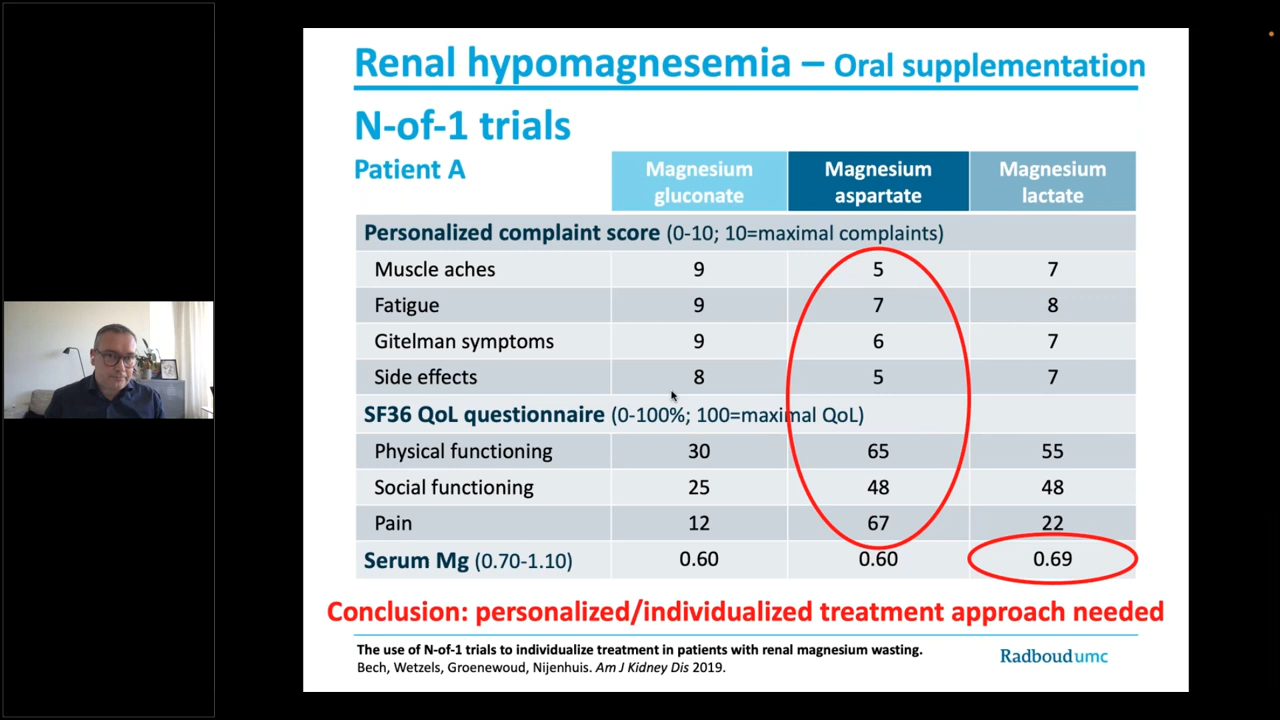 Renal hypomagnesemia – Oral supplementation
N-of-1 trials
Patient A
Magnesium gluconate
Magnesium aspartate
Magnesium lactate
Personalized complaint score (0-10; 10=maximal complaints)
Muscle aches 9 5 7
Fatigue 9 7 8
Gitelman symptoms 9 6 7
Side effects 8 5 7
SF36 QoL questionnaire (0-100%; 100=maximal QoL)
Physical functioning 30 65 55
Social functioning 25 48 48
Pain 12 67 22
Serum Mg (0.70-1.10) 0.60 0.60 0.69
Conclusion: personalized/individualized treatment approach needed
The use of N-of-1 trials to individualize treatment in patients with renal magnesium wasting.
Bech, Wetzels, Groenewoud, Nijenhuis. Am J Kidney Dis 2019.
Radboudumc